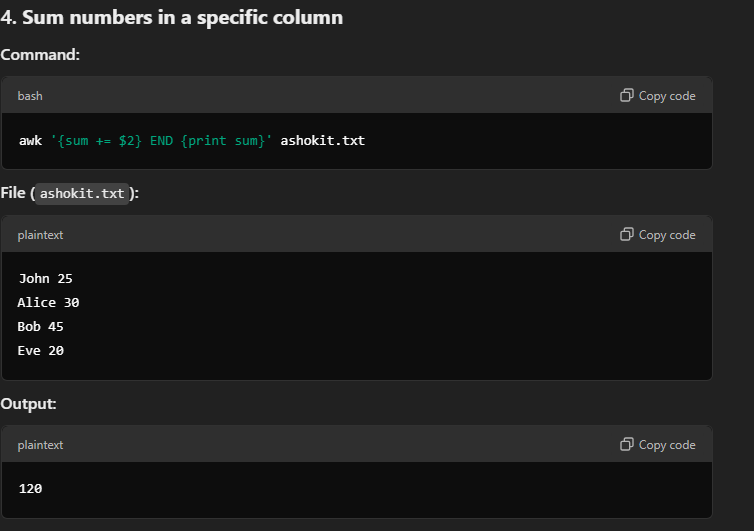 4. Sum numbers in a specific column
Command:
bash
Copy code
awk '{sum += $2} END {print sum}' ashokit.txt
File (ashokit.txt):
plaintext
Copy code
John 25
Alice 30
Bob 45
Eve 20
Output:
plaintext
Copy code
120